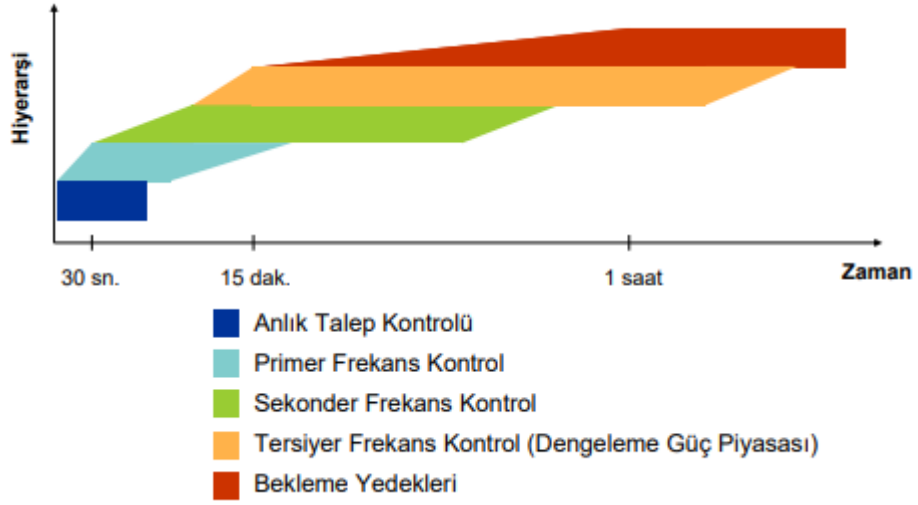 Hiyerarşi
30 sn.
15 dak.
1 saat
Zaman
Anlık Talep Kontrolü
Primer Frekans Kontrol
Sekonder Frekans Kontrol
Tersiyer Frekans Kontrol (Dengeleme Güç Piyasası)
Bekleme Yedekleri